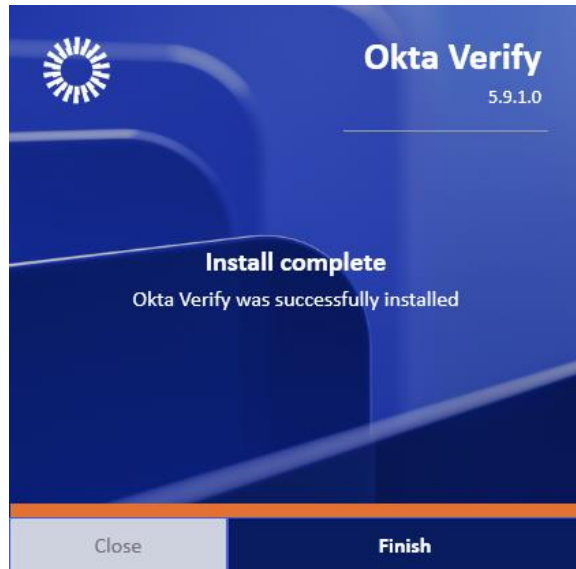 Okta Verify
5.9.1.0
Install complete
Okta Verify was successfully installed
Close
Finish